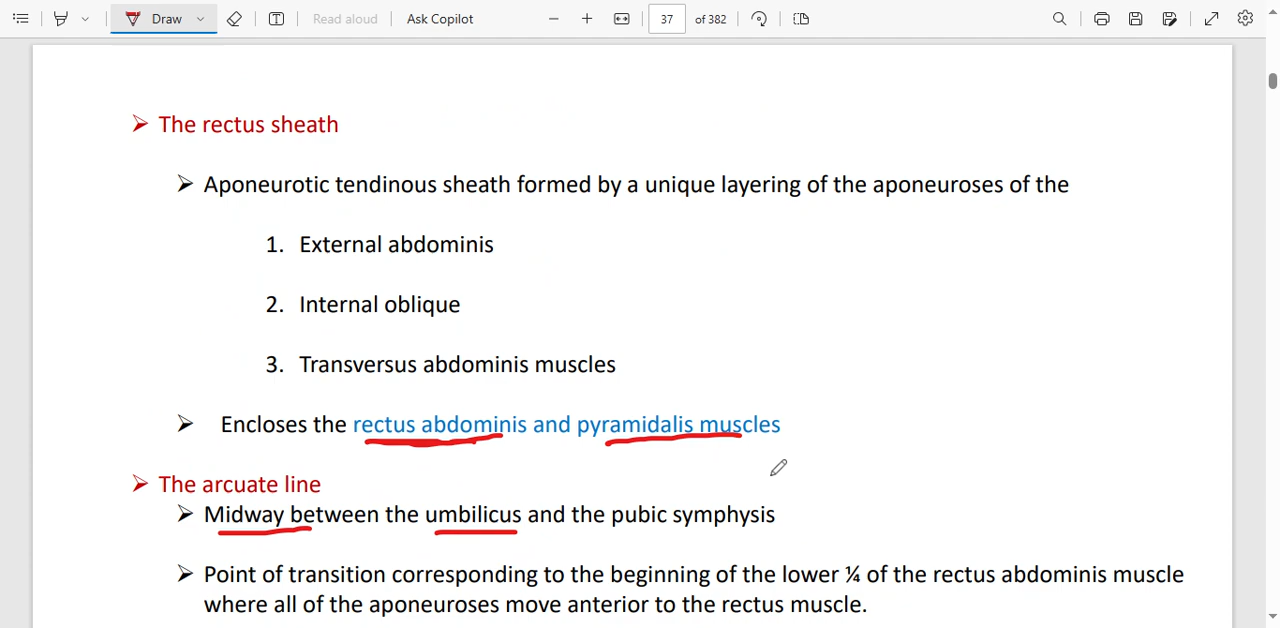 Draw Read aloud Ask Copilot 37 of 382
➢ The rectus sheath
➢ Aponeurotic tendinous sheath formed by a unique layering of the aponeuroses of the
1. External abdominis
2. Internal oblique
3. Transversus abdominis muscles
➢ Encloses the rectus abdominis and pyramidalis muscles
➢ The arcuate line
➢ Midway between the umbilicus and the pubic symphysis
➢ Point of transition corresponding to the beginning of the lower ¼ of the rectus abdominis muscle
where all of the aponeuroses move anterior to the rectus muscle.